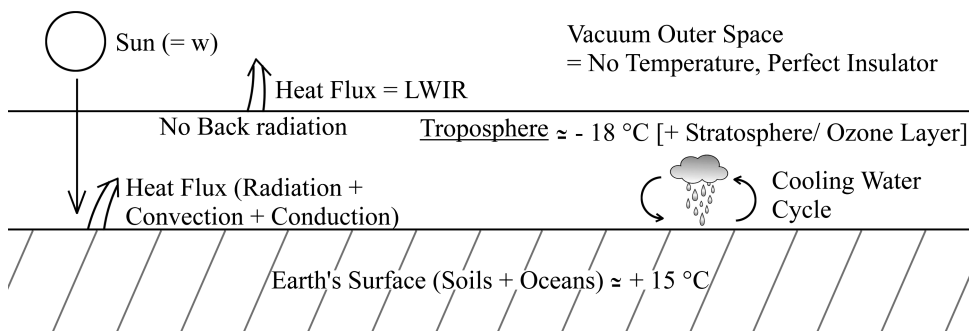 Sun (= w)
Vacuum Outer Space
= No Temperature, Perfect Insulator
Heat Flux = LWIR
No Back radiation
Troposphere ≃ - 18 °C [+ Stratosphere/ Ozone Layer]
Heat Flux (Radiation +
Convection + Conduction)
Cooling Water
Cycle
Earth's Surface (Soils + Oceans) ≃ + 15 °C